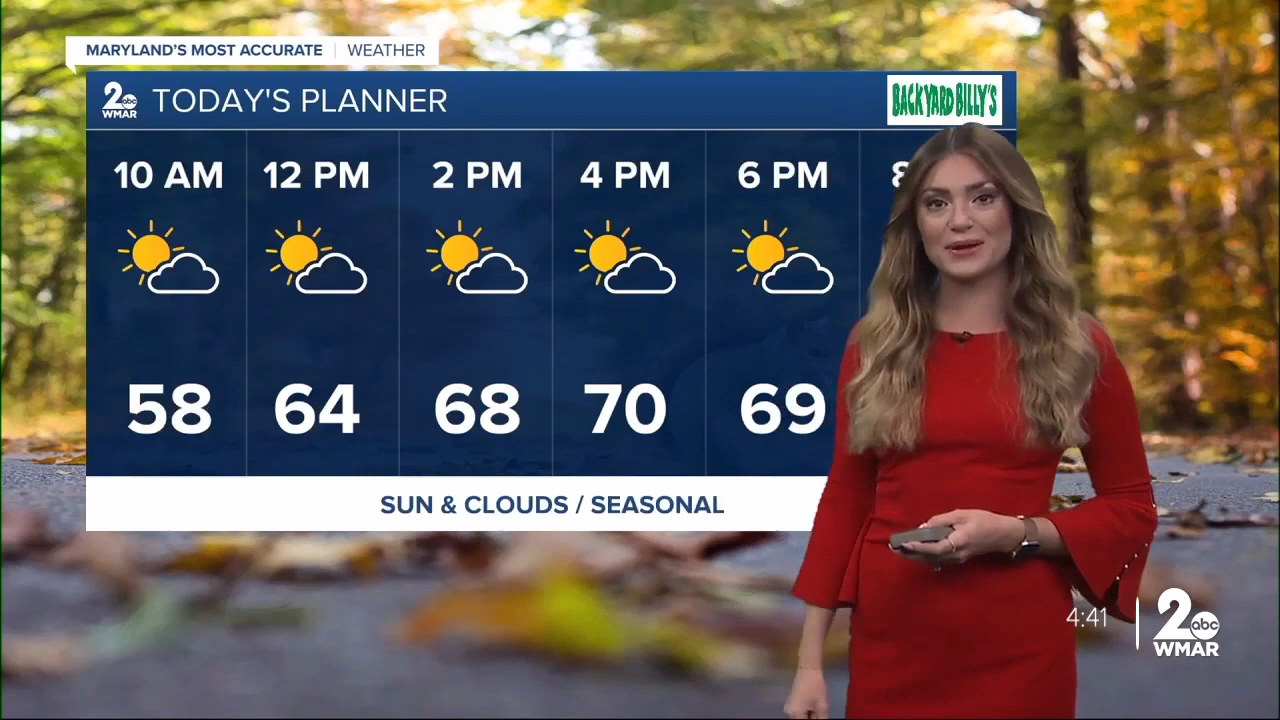 MARYLAND'S MOST ACCURATE | WEATHER
2 abc WMAR TODAY'S PLANNER
BACKYARD BILLY'S
10 AM 12 PM 2 PM 4 PM 6 PM 8
58 64 68 70 69
SUN & CLOUDS / SEASONAL
4:41
2 abc
WMAR